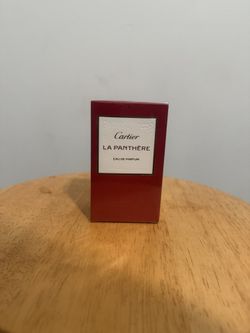 Cartier
LA PANTHÈRE
EAU DE PARFUM